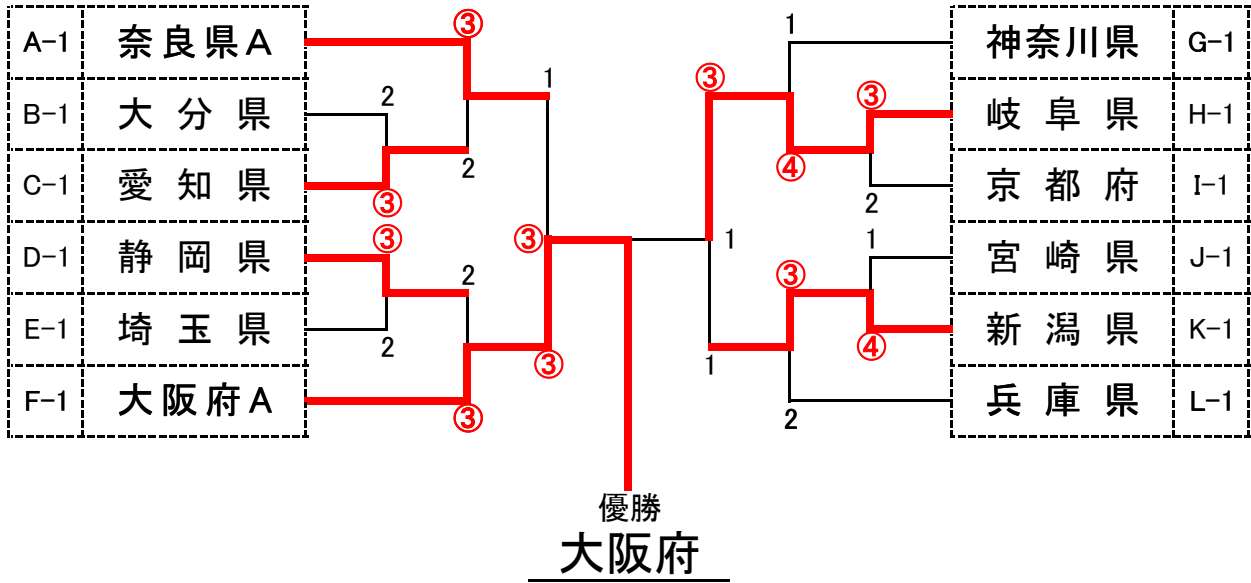 A-1 奈良県A
B-1 大分県
C-1 愛知県
D-1 静岡県
E-1 埼玉県
F-1 大阪府A
③
2
2
③
③
2
2
③
1
③
③
③
1
1
1
④
③
2
③
1
④
2
神奈川県 G-1
岐阜県 H-1
京都府 I-1
宮崎県 J-1
新潟県 K-1
兵庫県 L-1
優勝
大阪府